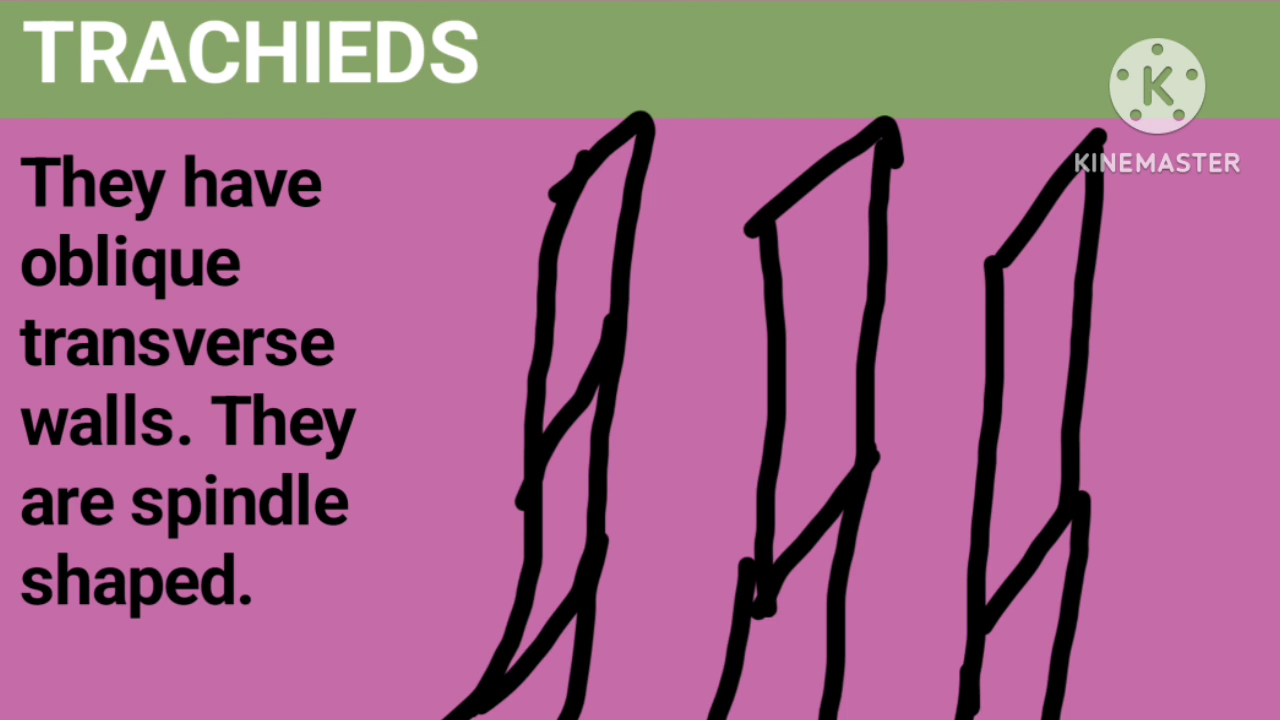 TRACHIEDS
K
KINEMASTER
They have
oblique
transverse
walls. They
are spindle
shaped.